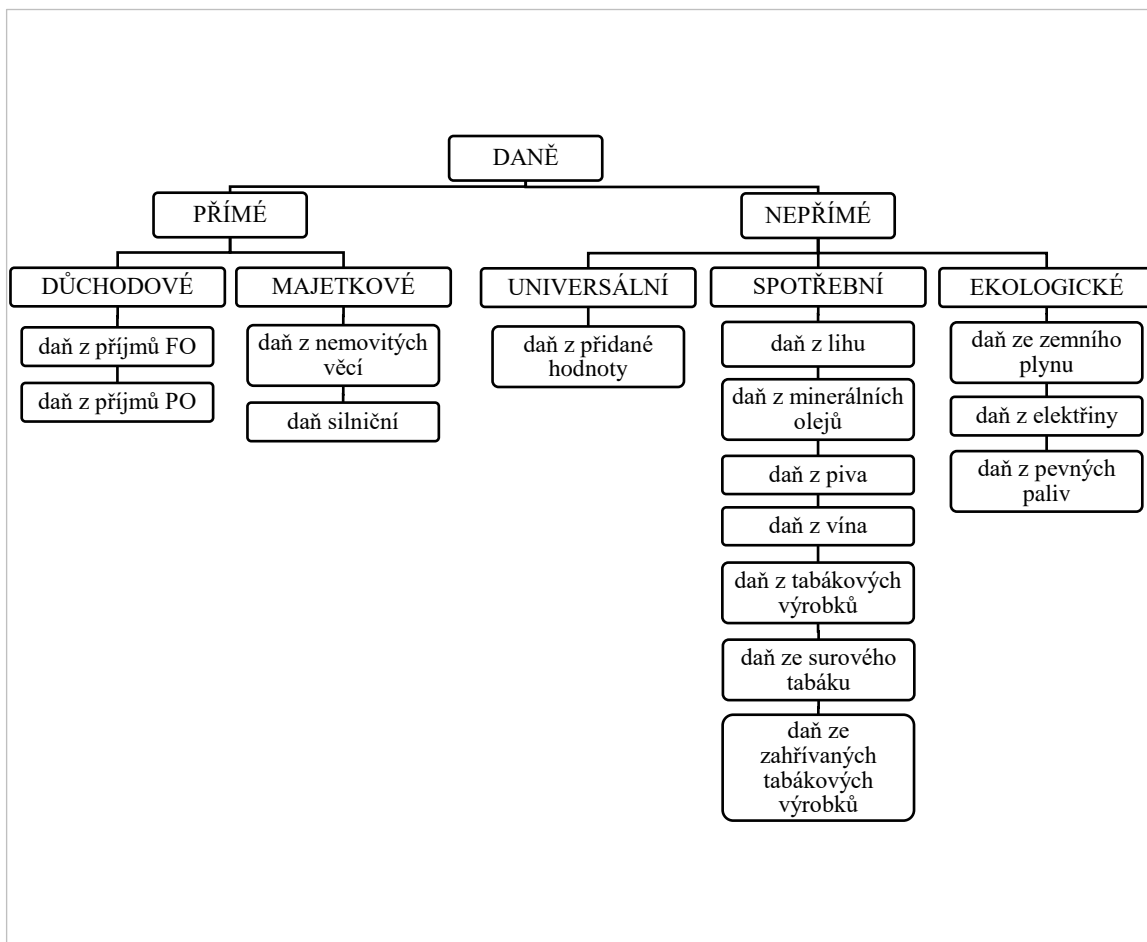 DANĚ
PŘÍMÉ
NEPŘÍMÉ
DŮCHODOVÉ
MAJETKOVÉ
UNIVERSÁLNÍ
SPOTŘEBNÍ
EKOLOGICKÉ
daň z příjmů FO
daň z příjmů PO
daň z nemovitých
věcí
daň silniční
daň z přidané
hodnoty
daň z lihu
daň z minerálních
olejů
daň z piva
daň z vína
daň z tabákových
výrobků
daň ze surového
tabáku
daň ze
zahřívaných
tabákových
výrobků
daň ze zemního
plynu
daň z elektřiny
daň z pevných
paliv